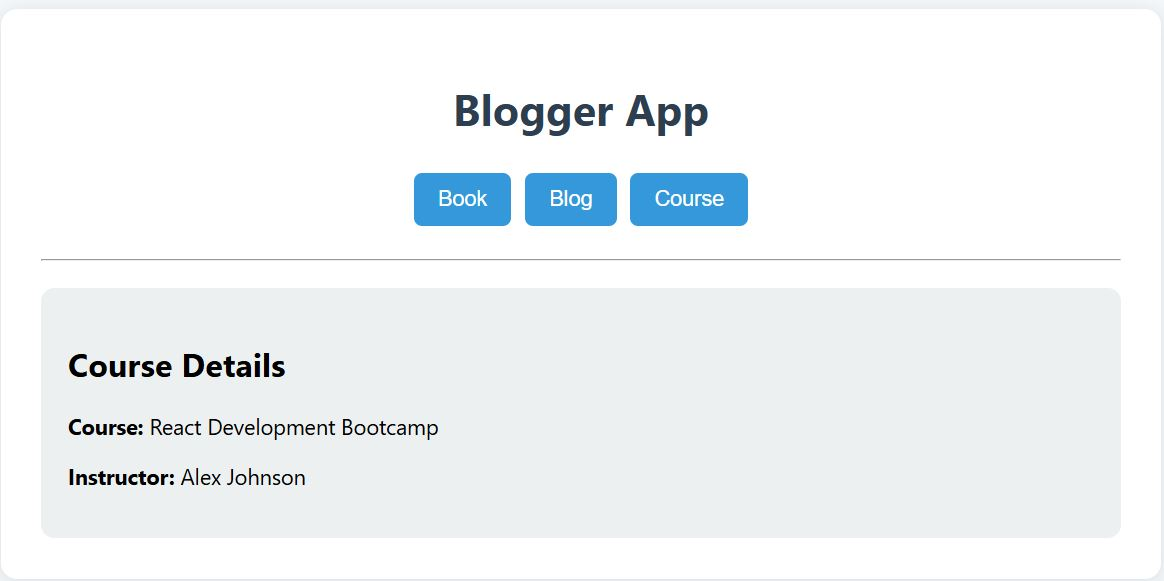 Blogger App
Book Blog Course
Course Details
Course: React Development Bootcamp
Instructor: Alex Johnson